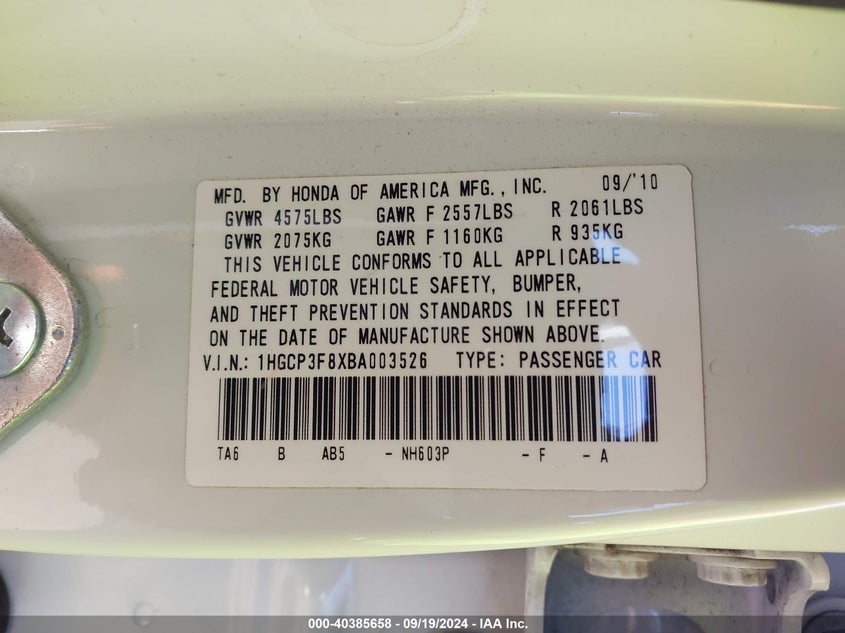 MFD. BY HONDA OF AMERICA MFG., INC. 09/'10
GVWR 4575LBS GAWR F 2557LBS R 2061LBS
GVWR 2075KG GAWR F 1160KG R 935KG
THIS VEHICLE CONFORMS TO ALL APPLICABLE
FEDERAL MOTOR VEHICLE SAFETY, BUMPER,
AND THEFT PREVENTION STANDARDS IN EFFECT
ON THE DATE OF MANUFACTURE SHOWN ABOVE.
V.I.N.: 1HGCP3F8XBA003526 TYPE: PASSENGER CAR
TA6 B AB5 - NH603P - F - A
000-40385658 - 09/19/2024 - IAA Inc.